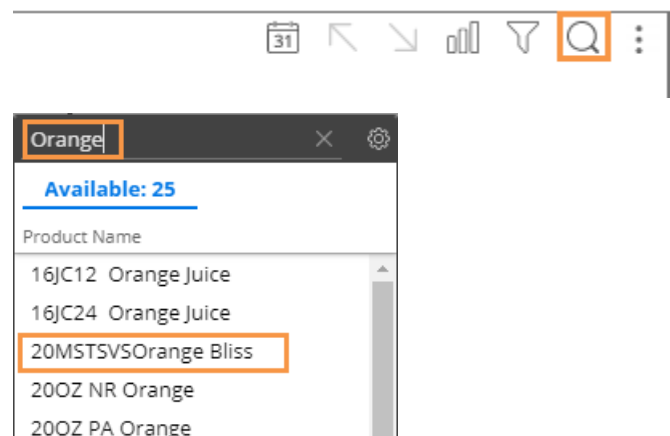 31
Orange
Available: 25
Product Name
16JC12 Orange Juice
16JC24 Orange Juice
20MSTSVSOrange Bliss
20OZ NR Orange
20OZ PA Orange